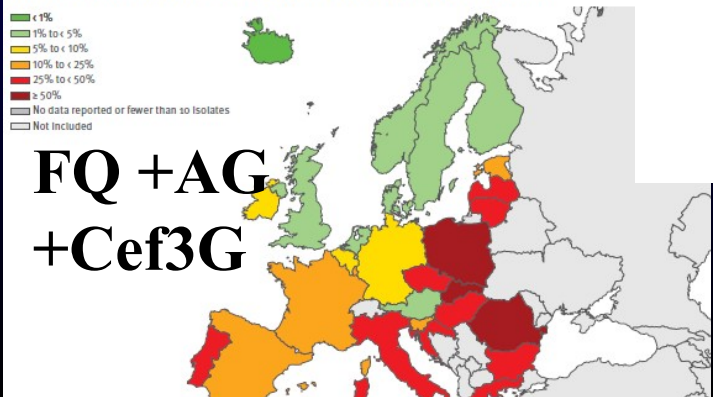 < 1%
1% to < 5%
5% to < 10%
10% to < 25%
25% to < 50%
≥ 50%
No data reported or fewer than 10 isolates
Not included
FQ +AG
+Cef3G